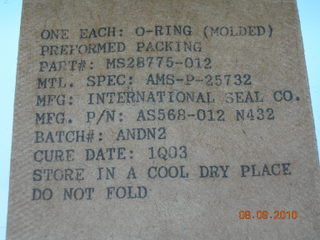 ONE EACH: O-RING (MOLDED)
PREFORMED PACKING
PART#: MS28775-012
MTL. SPEC: AMS-P-25732
MFG: INTERNATIONAL SEAL CO.
MFG. P/N: AS568-012 N432
BATCH#: ANDN2
CURE DATE: 1Q03
STORE IN A COOL DRY PLACE
DO NOT FOLD
08.09.2010